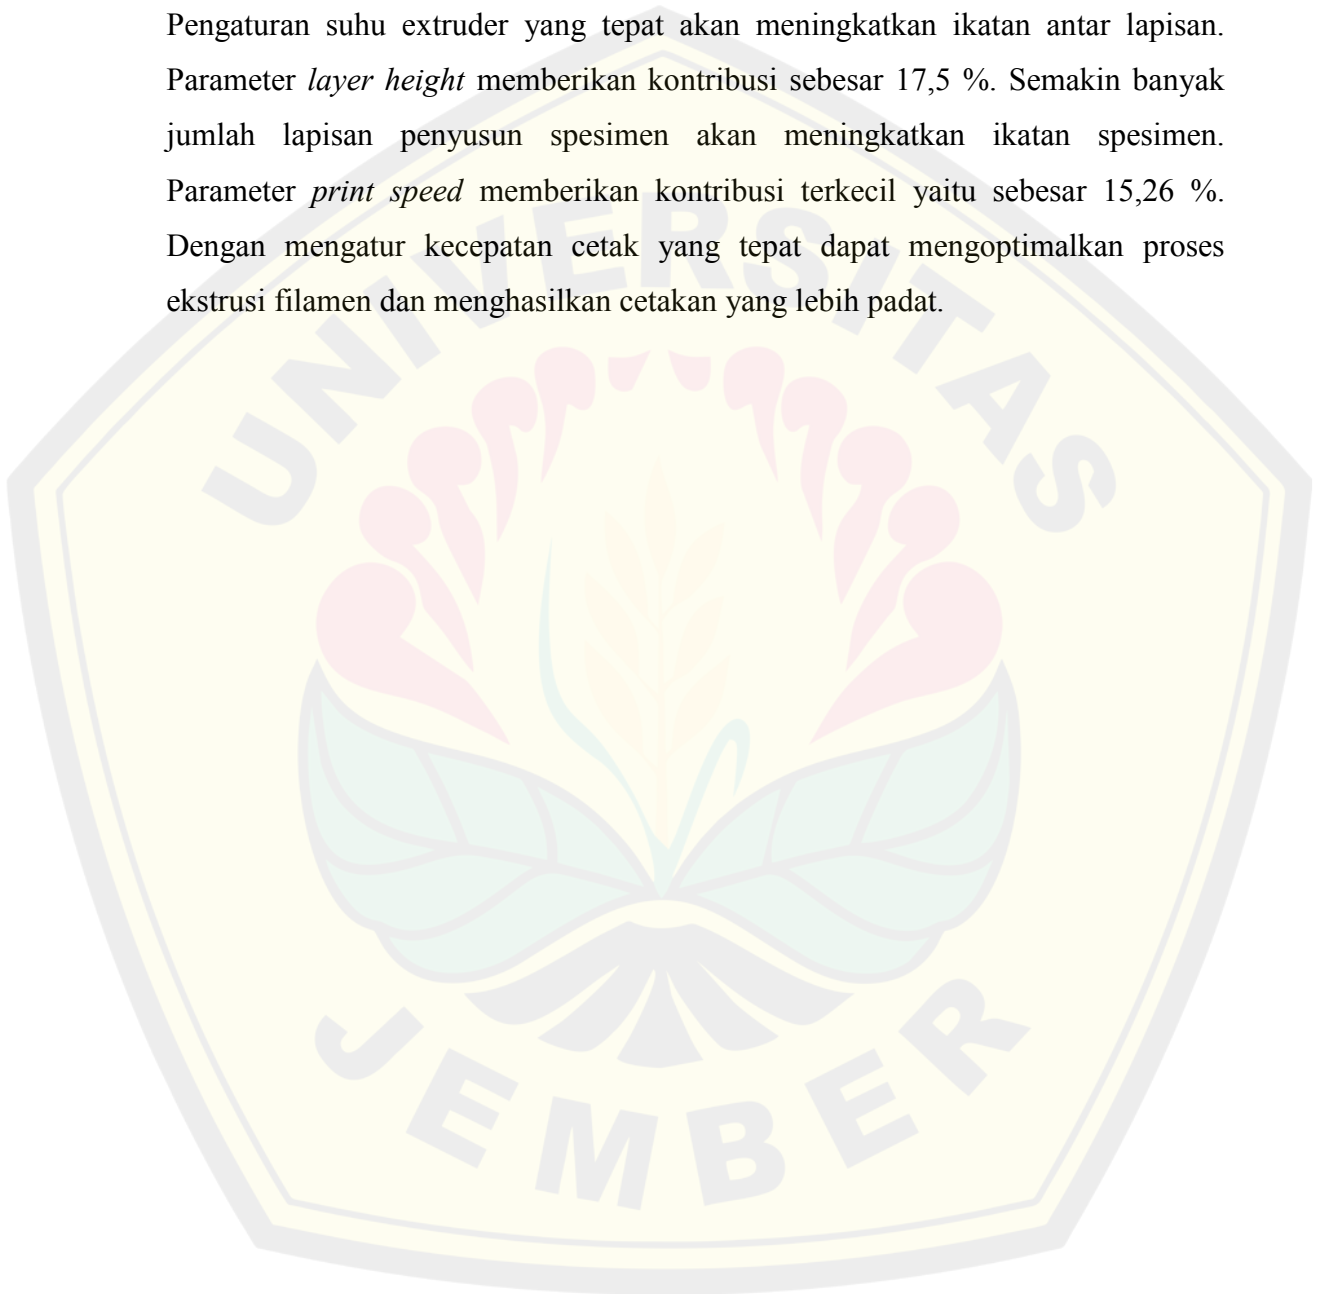 Pengaturan suhu extruder yang tepat akan meningkatkan ikatan antar lapisan.
Parameter layer height memberikan kontribusi sebesar 17,5 %. Semakin banyak
jumlah lapisan penyusun spesimen akan meningkatkan ikatan spesimen.
Parameter print speed memberikan kontribusi terkecil yaitu sebesar 15,26 %.
Dengan mengatur kecepatan cetak yang tepat dapat mengoptimalkan proses
ekstrusi filamen dan menghasilkan cetakan yang lebih padat.
UNIVERSITAS
JEMBER